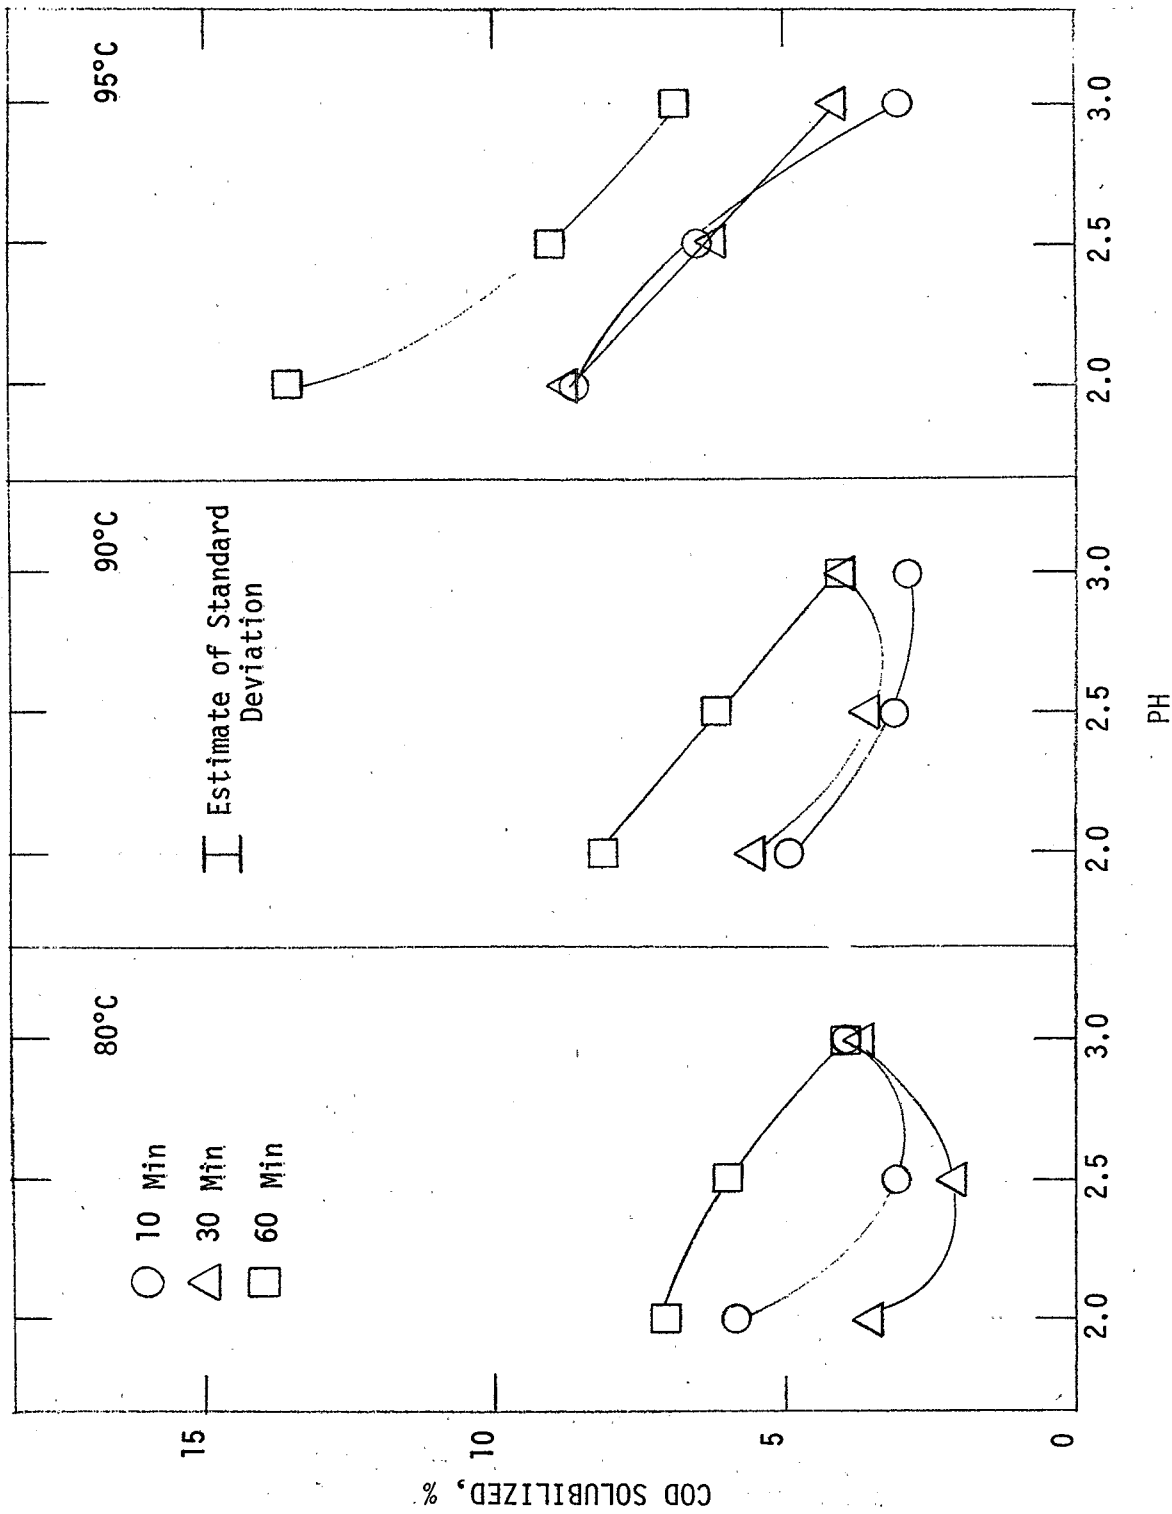 80°C
90°C
95°C
10 Min
30 Min
60 Min
Estimate of Standard
Deviation
COD SOLUBILIZED, %
15
10
5
0
2.0
2.5
3.0
2.0
2.5
3.0
2.0
2.5
3.0
PH